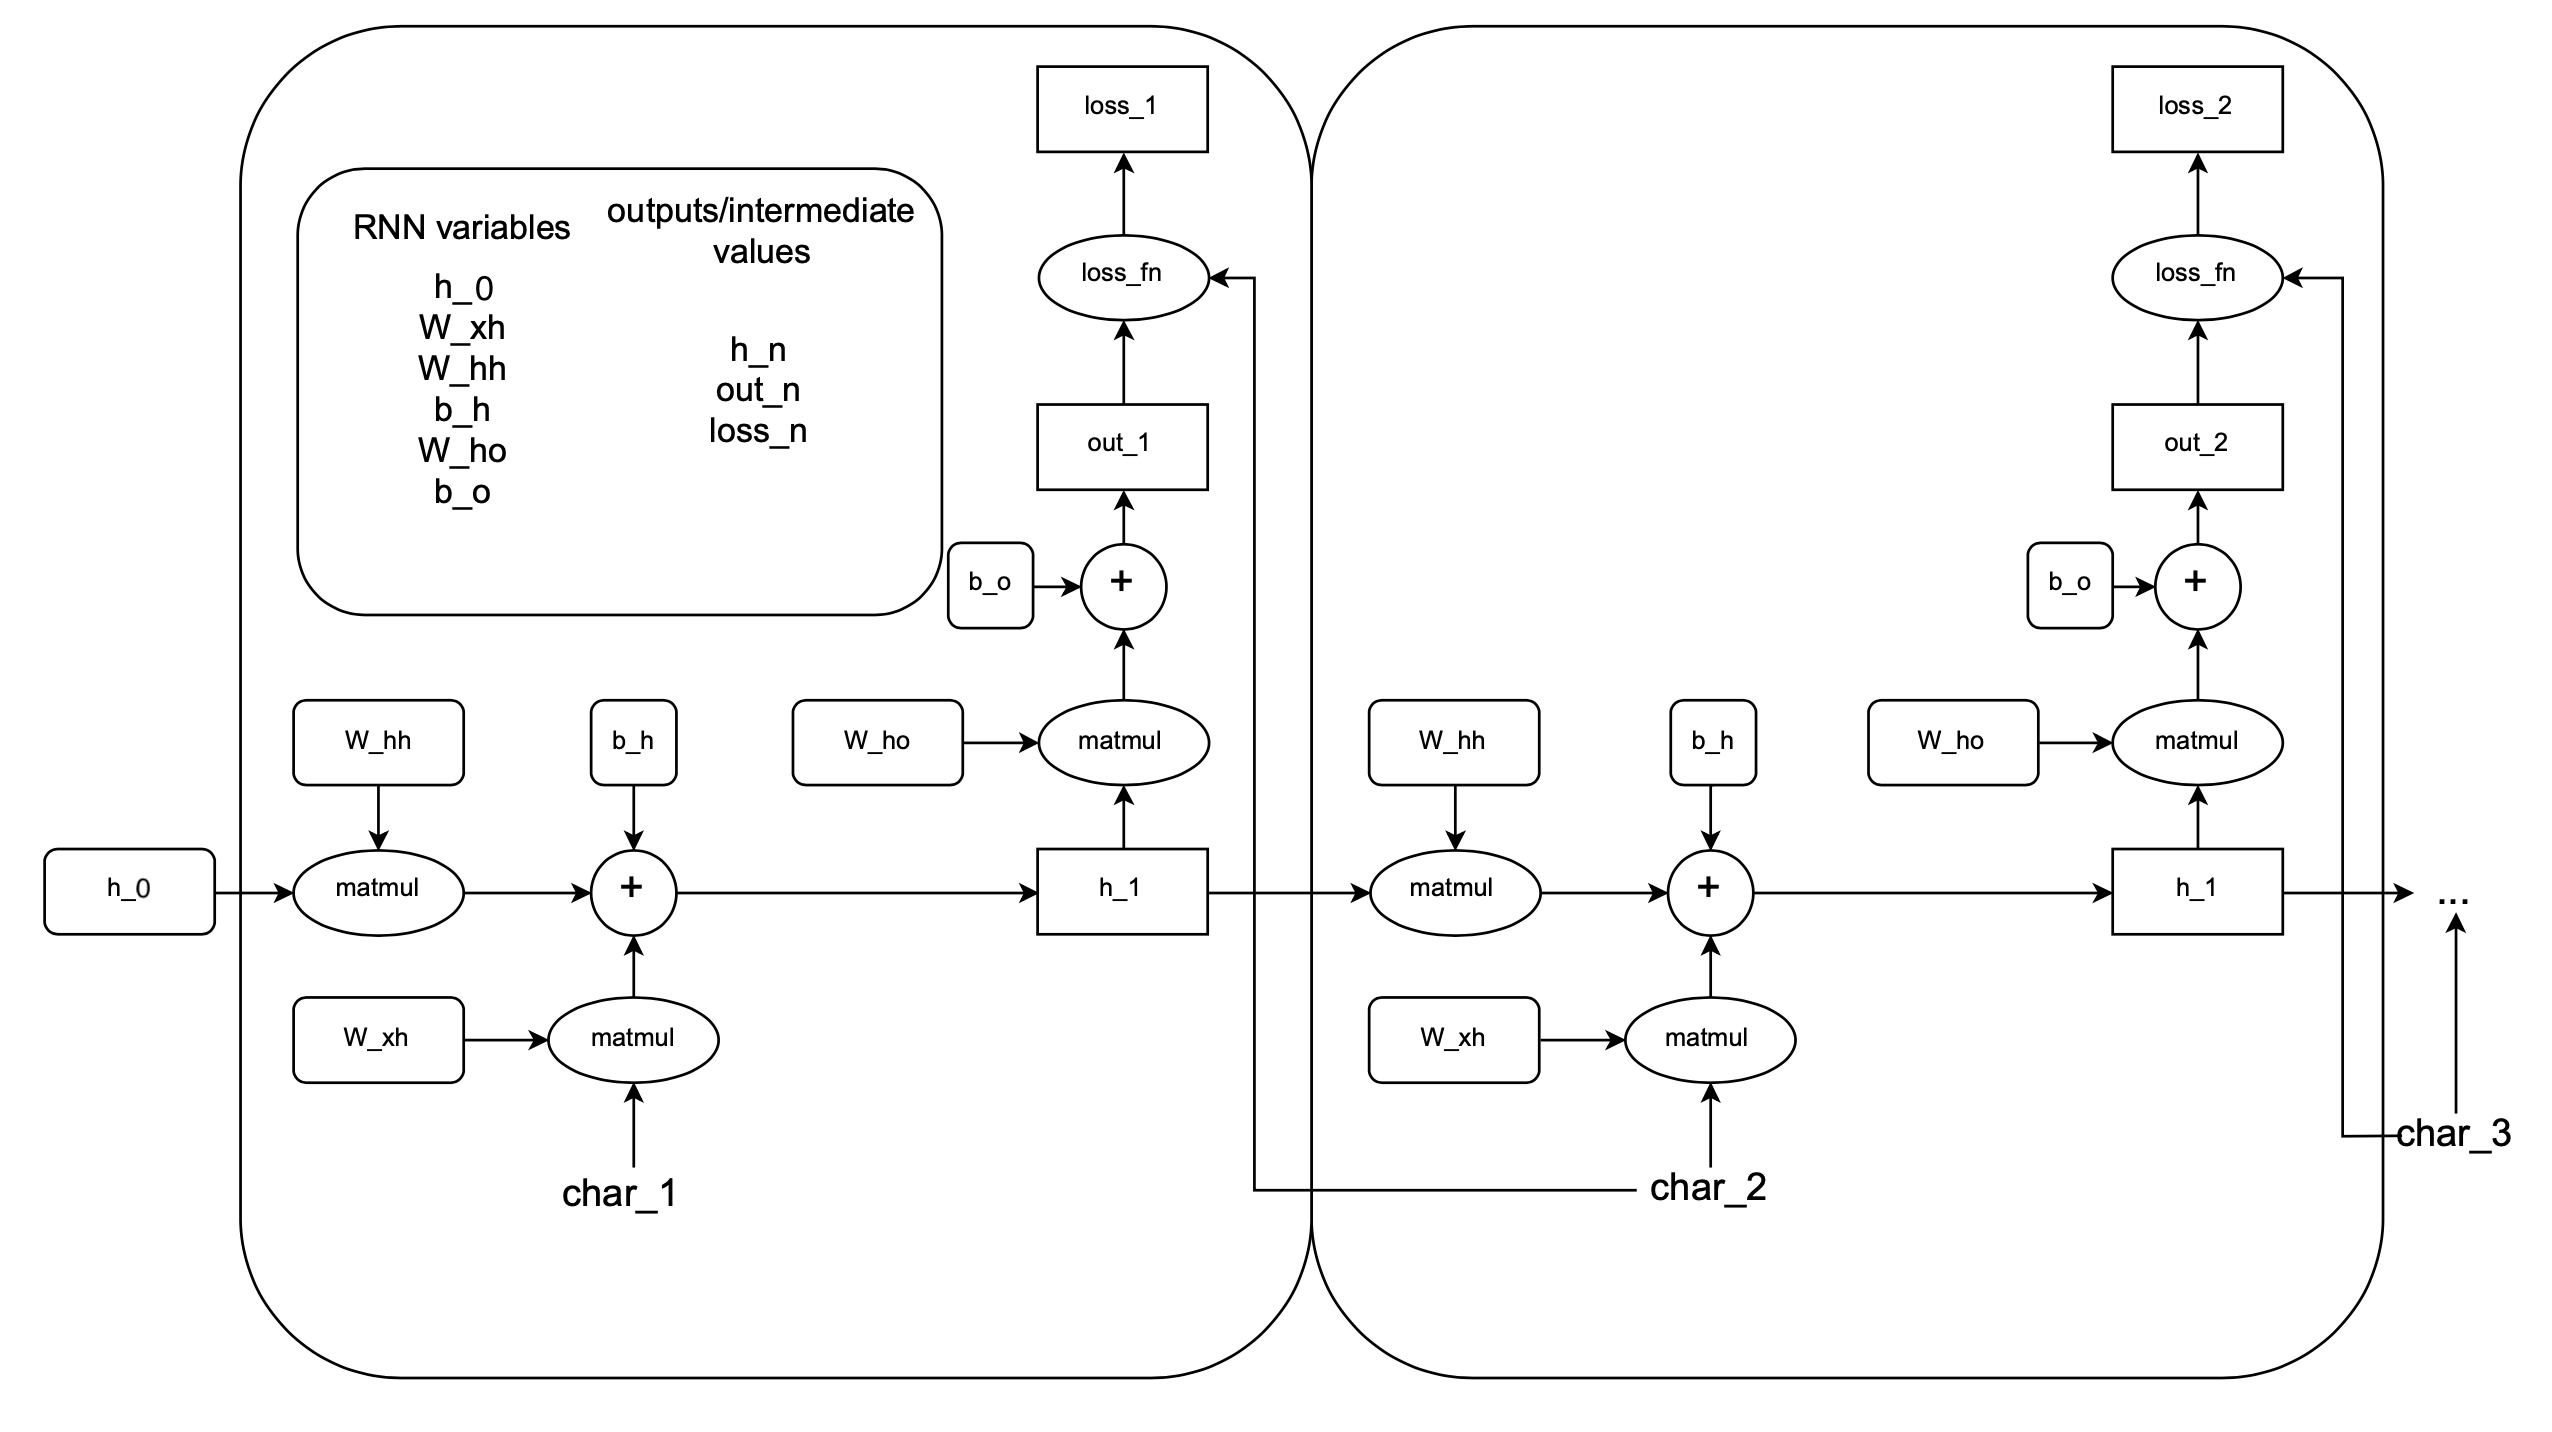 loss_1
loss_2
RNN variables
h_0
W_xh
W_hh
b_h
W_ho
b_o
outputs/intermediate
values
h_n
out_n
loss_n
loss_fn
loss_fn
out_1
out_2
b_o
+
b_o
+
W_hh
b_h
W_ho
matmul
W_hh
b_h
W_ho
matmul
h_0
matmul
+
h_1
matmul
+
h_1
...
W_xh
matmul
W_xh
matmul
char_1
char_2
char_3